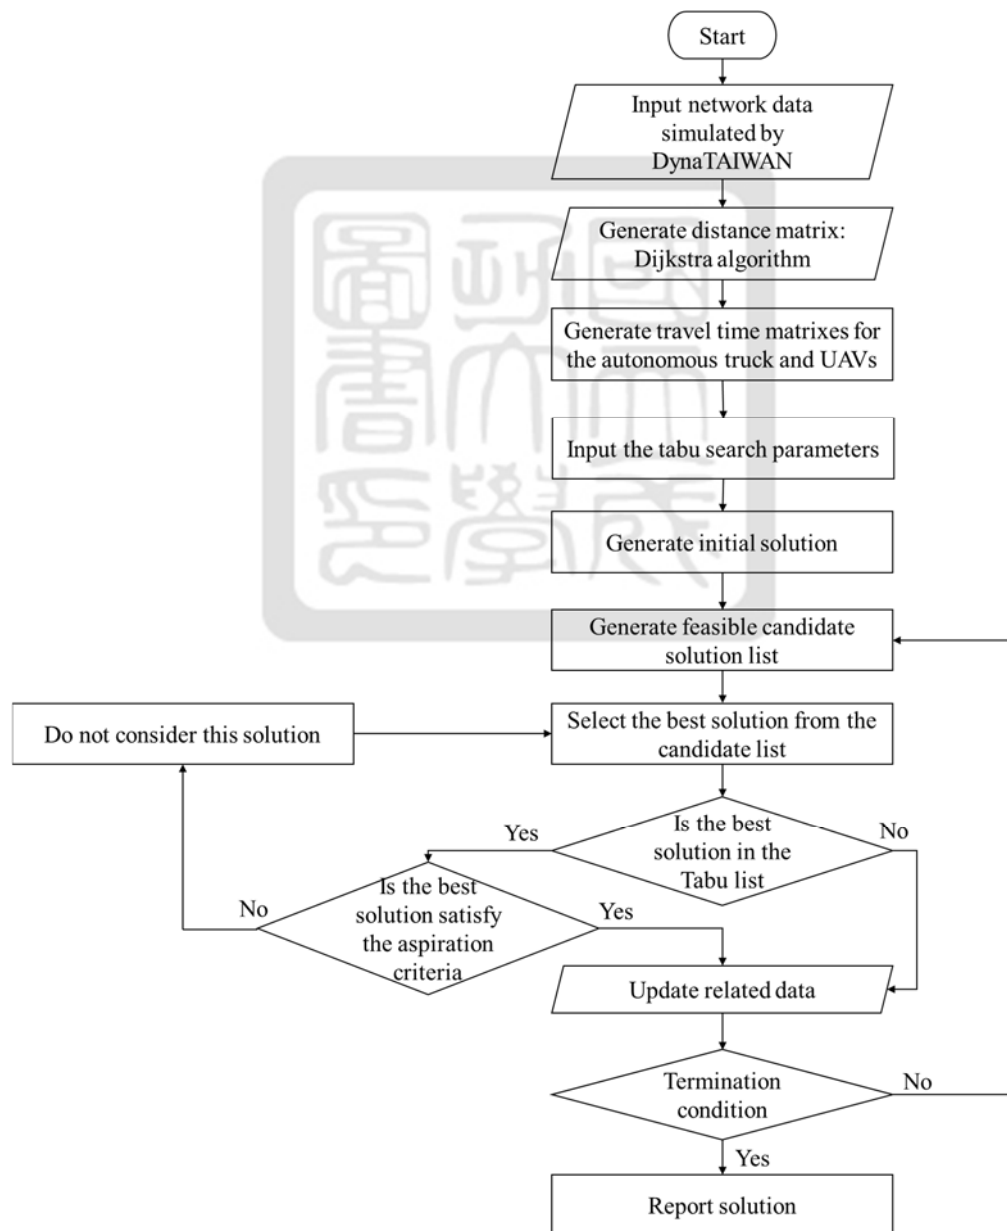 Start
Input network data
simulated by
DynaTAIWAN
Generate distance matrix:
Dijkstra algorithm
Generate travel time matrixes for
the autonomous truck and UAVs
Input the tabu search parameters
Generate initial solution
Generate feasible candidate
solution list
Do not consider this solution
Select the best solution from the
candidate list
Yes
Is the best
solution in the
Tabu list
No
No
Is the best
solution satisfy
the aspiration
criteria
Yes
Update related data
Termination
condition
No
Yes
Report solution